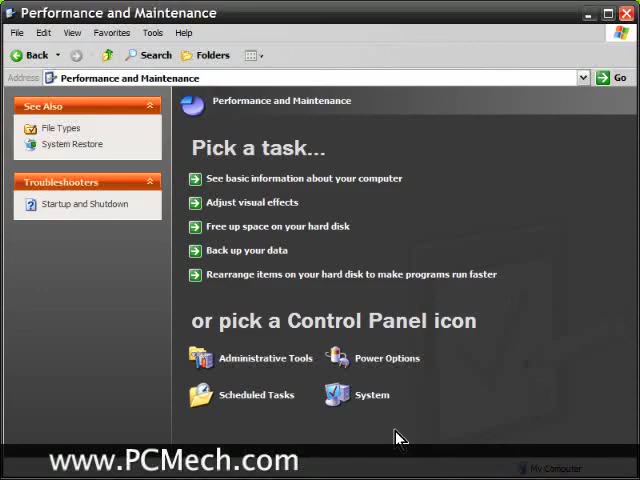 Performance and Maintenance
File Edit View Favorites Tools Help
Back Search Folders
Address Performance and Maintenance Go
See Also
File Types
System Restore
Troubleshooters
Startup and Shutdown
Performance and Maintenance
Pick a task...
See basic information about your computer
Adjust visual effects
Free up space on your hard disk
Back up your data
Rearrange items on your hard disk to make programs run faster
or pick a Control Panel icon
Administrative Tools Power Options
Scheduled Tasks System
www.PCMech.com
My Computer